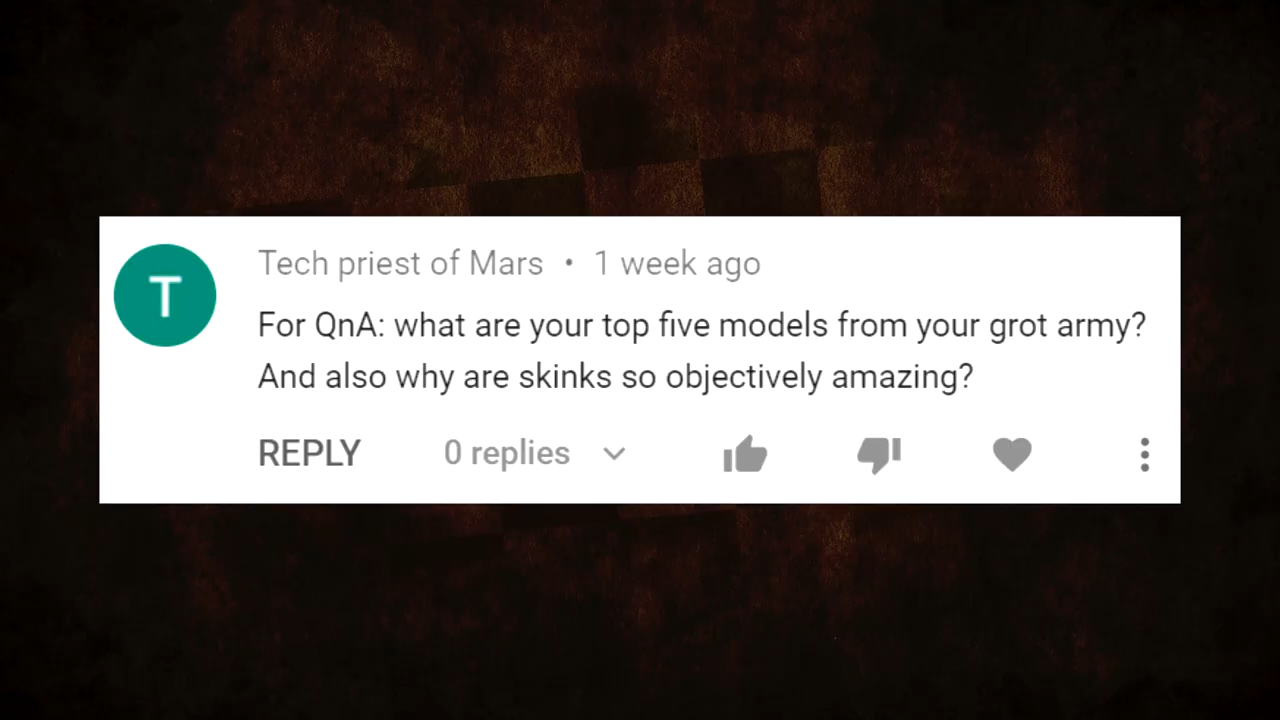 T
Tech priest of Mars • 1 week ago
For QnA: what are your top five models from your grot army?
And also why are skinks so objectively amazing?
REPLY 0 replies